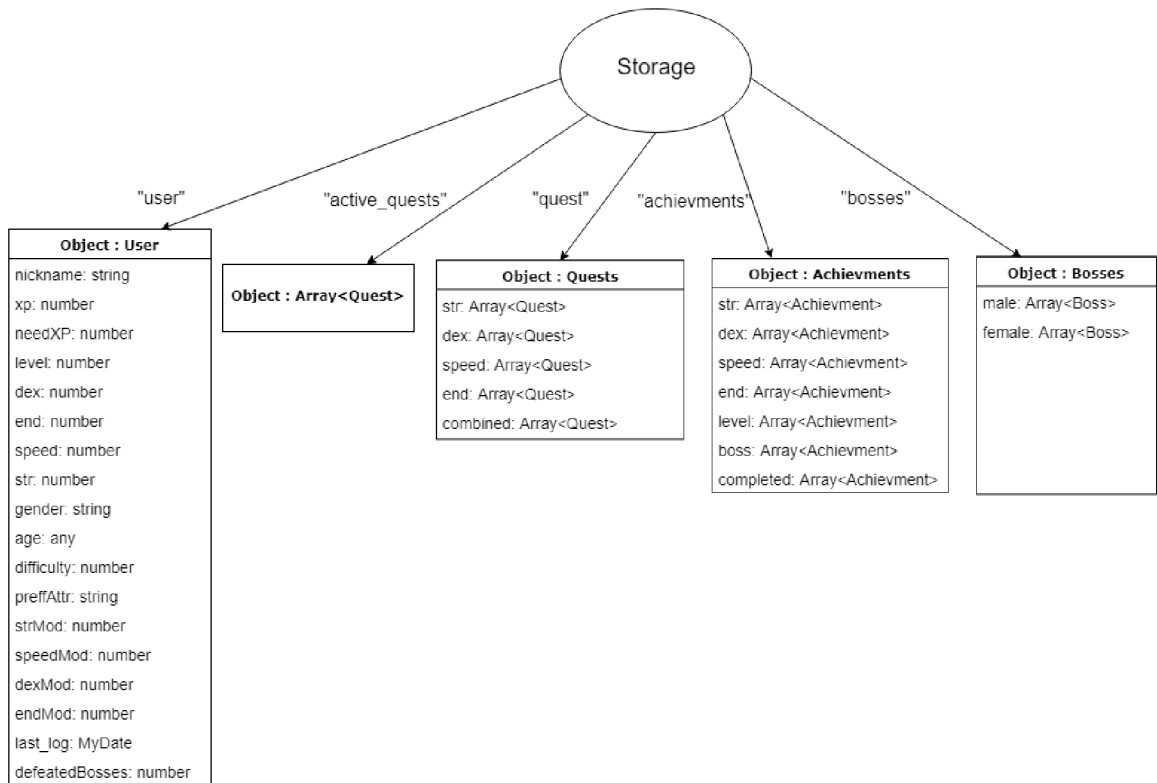 Storage
"user"
"active_quests"
"quest"
"achievments"
"bosses"
Object : User
nickname: string
xp: number
needXP: number
level: number
dex: number
end: number
speed: number
str: number
gender: string
age: any
difficulty: number
preffAttr: string
strMod: number
speedMod: number
dexMod: number
endMod: number
last_log: MyDate
defeatedBosses: number
Object : Array<Quest>
Object : Quests
str: Array<Quest>
dex: Array<Quest>
speed: Array<Quest>
end: Array<Quest>
combined: Array<Quest>
Object : Achievments
str: Array<Achievment>
dex: Array<Achievment>
speed: Array<Achievment>
end: Array<Achievment>
level: Array<Achievment>
boss: Array<Achievment>
completed: Array<Achievment>
Object : Bosses
male: Array<Boss>
female: Array<Boss>